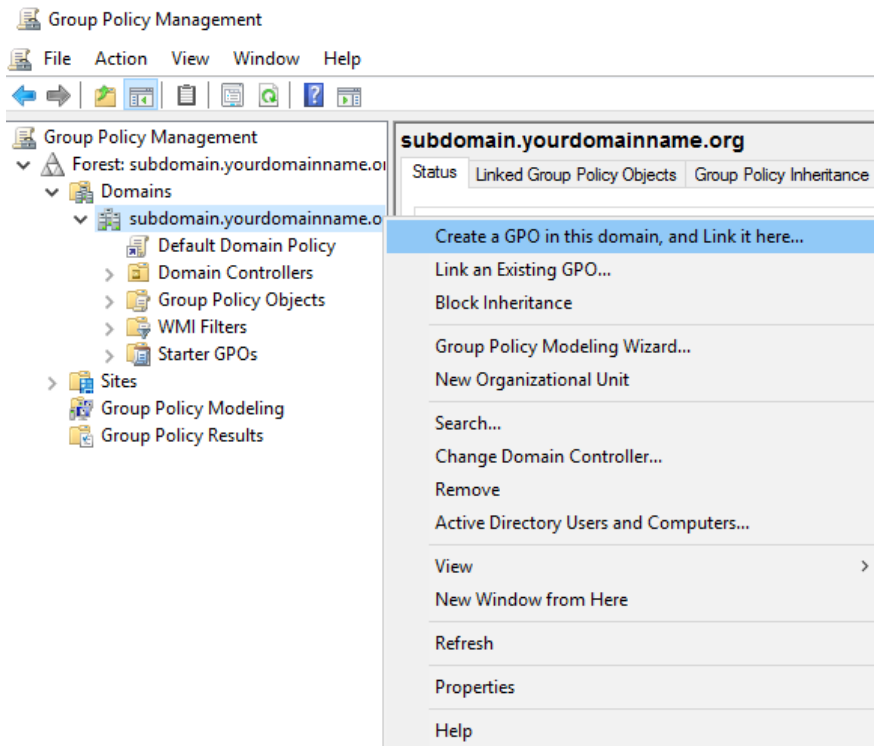 Group Policy Management
File Action View Window Help
Group Policy Management
Forest: subdomain.yourdomainname.or
Domains
subdomain.yourdomainname.o
Default Domain Policy
Domain Controllers
Group Policy Objects
WMI Filters
Starter GPOs
Sites
Group Policy Modeling
Group Policy Results
subdomain.yourdomainname.org
Status Linked Group Policy Objects Group Policy Inheritance
Create a GPO in this domain, and Link it here...
Link an Existing GPO...
Block Inheritance
Group Policy Modeling Wizard...
New Organizational Unit
Search...
Change Domain Controller...
Remove
Active Directory Users and Computers...
View
New Window from Here
Refresh
Properties
Help